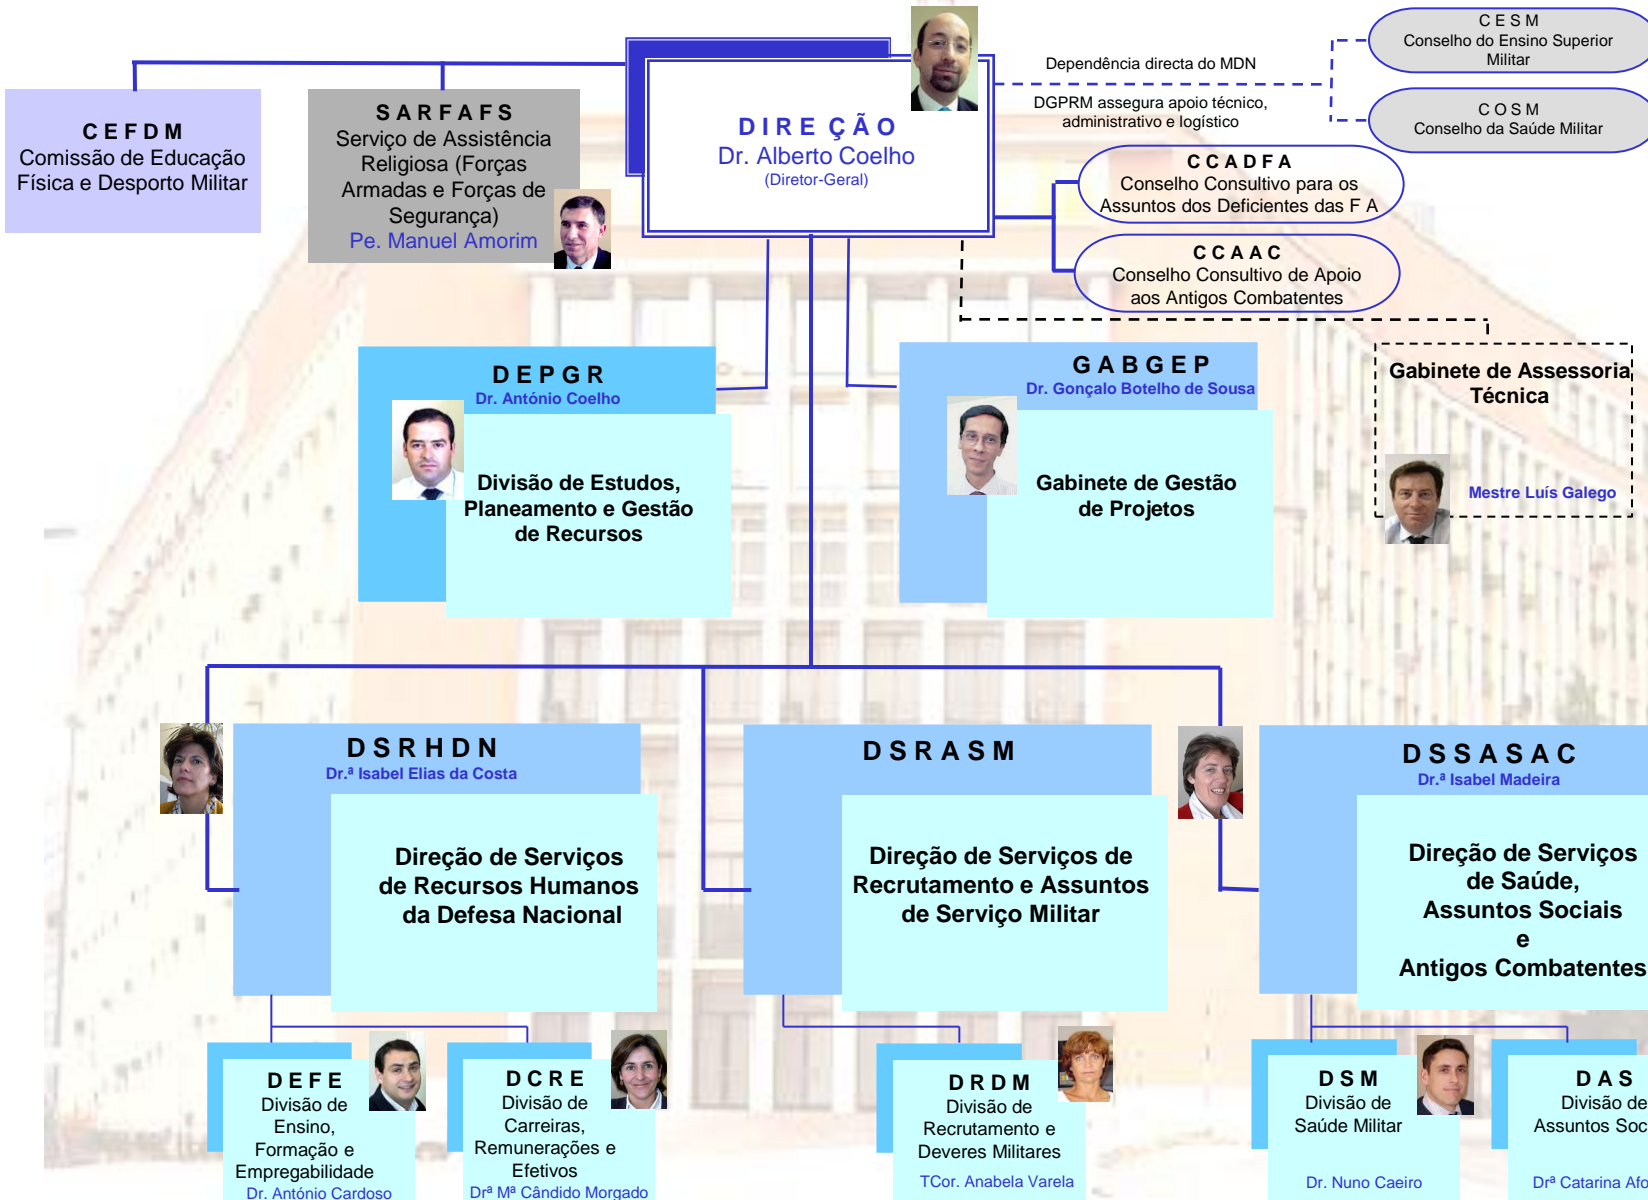 C E S M
Conselho do Ensino Superior
Militar
Dependência directa do MDN
DGPRM assegura apoio técnico,
administrativo e logístico
C O S M
Conselho da Saúde Militar
C E F D M
Comissão de Educação
Física e Desporto Militar
S A R F A F S
Serviço de Assistência
Religiosa (Forças
Armadas e Forças de
Segurança)
Pe. Manuel Amorim
D I R E Ç Ã O
Dr. Alberto Coelho
(Diretor-Geral)
C C A D F A
Conselho Consultivo para os
Assuntos dos Deficientes das F A
C C A A C
Conselho Consultivo de Apoio
aos Antigos Combatentes
D E P G R
Dr. António Coelho
Divisão de Estudos,
Planeamento e Gestão
de Recursos
G A B G E P
Dr. Gonçalo Botelho de Sousa
Gabinete de Gestão
de Projetos
Gabinete de Assessoria
Técnica
Mestre Luís Galego
D S R H D N
Dr.ª Isabel Elias da Costa
Direção de Serviços
de Recursos Humanos
da Defesa Nacional
D S R A S M
Direção de Serviços de
Recrutamento e Assuntos
de Serviço Militar
D S S A S A C
Dr.ª Isabel Madeira
Direção de Serviços
de Saúde,
Assuntos Sociais
e
Antigos Combatentes
D E F E
Divisão de
Ensino,
Formação e
Empregabilidade
Dr. António Cardoso
D C R E
Divisão de
Carreiras,
Remunerações e
Efetivos
Drª Mª Cândido Morgado
D R D M
Divisão de
Recrutamento e
Deveres Militares
TCor. Anabela Varela
D S M
Divisão de
Saúde Militar
Dr. Nuno Caeiro
D A S
Divisão de
Assuntos
Drª Catarina